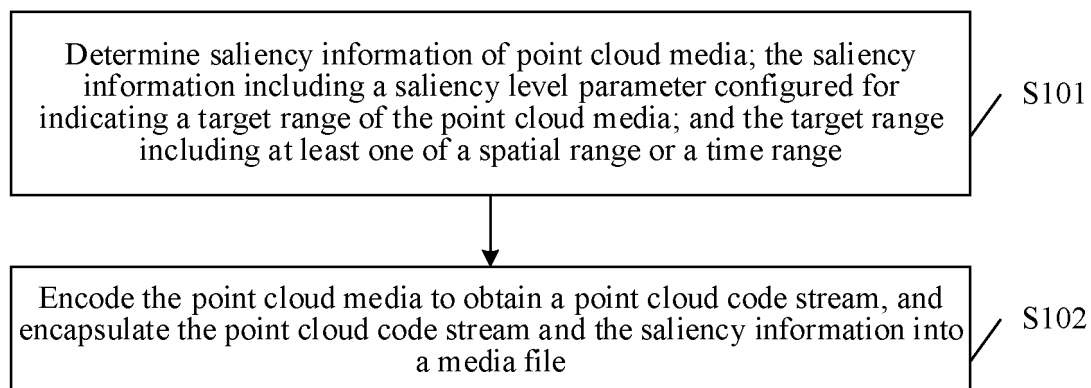 Determine saliency information of point cloud media; the saliency
information including a saliency level parameter configured for
indicating a target range of the point cloud media; and the target range
including at least one of a spatial range or a time range
S101
Encode the point cloud media to obtain a point cloud code stream, and
encapsulate the point cloud code stream and the saliency information into
a media file
S102